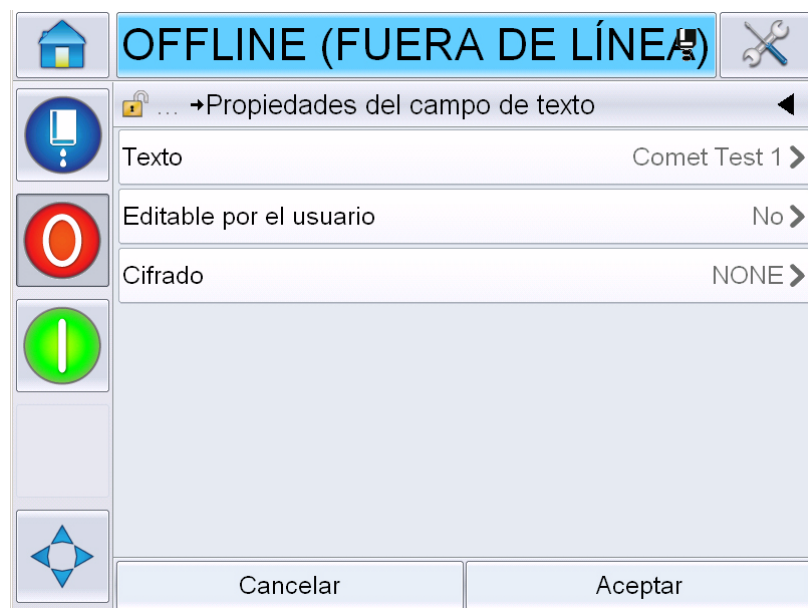 OFFLINE (FUERA DE LÍNEA)
... →Propiedades del campo de texto
Texto Comet Test 1
Editable por el usuario No
Cifrado NONE
Cancelar Aceptar